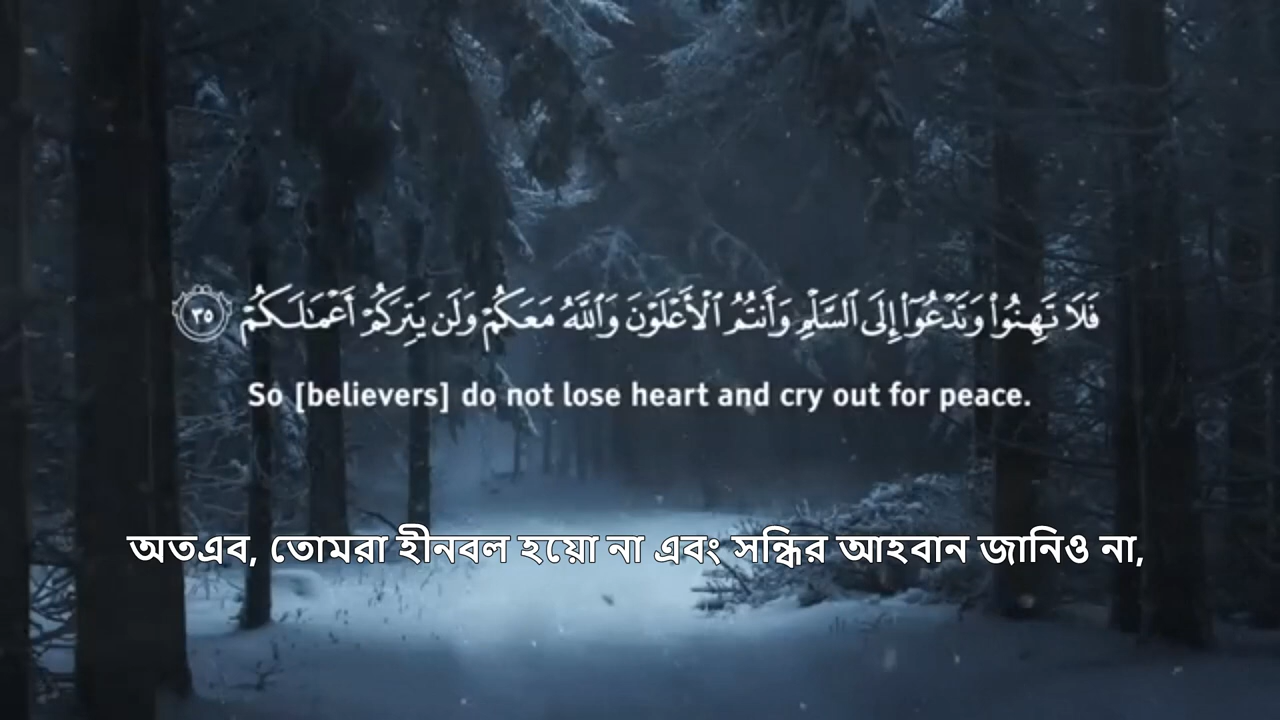 فَلَا تَهِنُوا۟ وَتَدْعُوٓا۟ إِلَى ٱلسَّلْمِ وَأَنتُمُ ٱلْأَعْلَوْنَ وَٱللَّهُ مَعَكُمْ وَلَن يَتِرَكُمْ أَعْمَـٰلَكُمْ ٣٥
So [believers] do not lose heart and cry out for peace.
অতএব, তোমরা হীনবল হয়ো না এবং সন্ধির আহবান জানিও না,